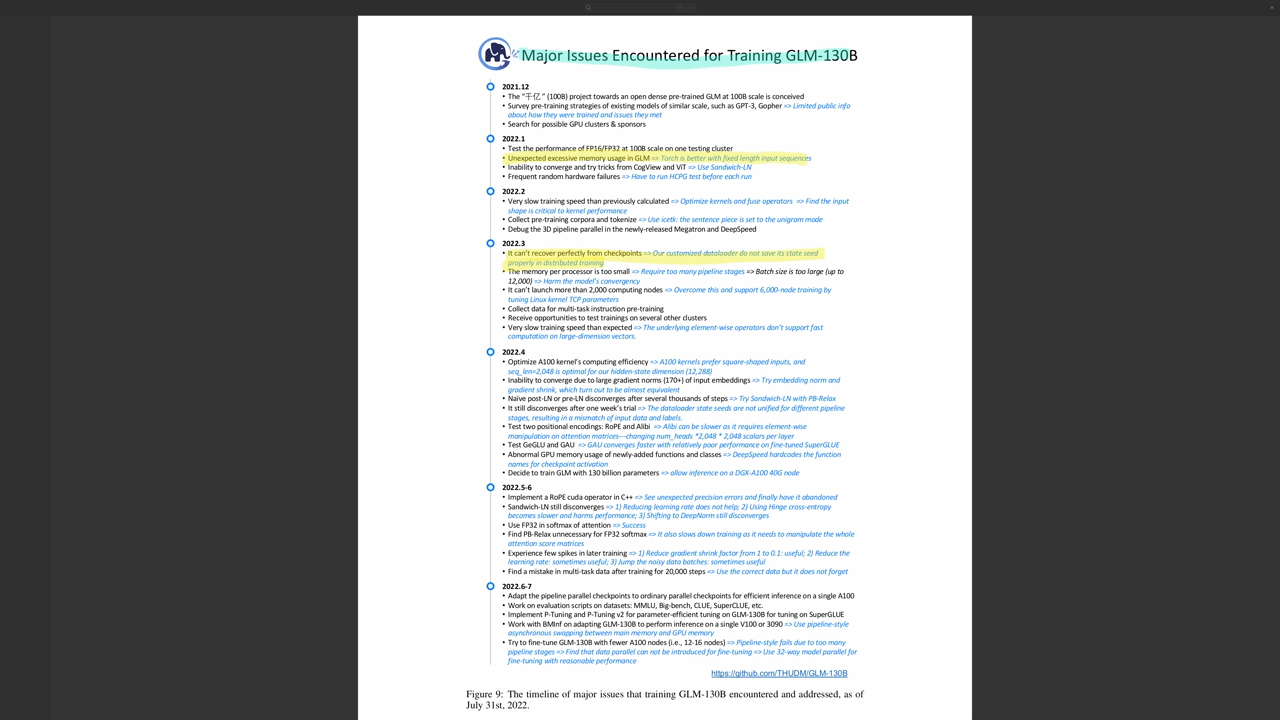 Major Issues Encountered for Training GLM-130B
2021.12
• The “千亿” (100B) project towards an open dense pre-trained GLM at 100B scale is conceived
• Survey pre-training strategies of existing models of similar scale, such as GPT-3, Gopher => Limited public info
about how they were trained and issues they met
• Search for possible GPU clusters & sponsors
2022.1
• Test the performance of FP16/FP32 at 100B scale on one testing cluster
• Unexpected excessive memory usage in GLM => Torch is better with fixed length input sequences
• Inability to converge and try tricks from CogView and ViT => Use Sandwich-LN
• Frequent random hardware failures => Have to run HCPG test before each run
2022.2
• Very slow training speed than previously calculated => Optimize kernels and fuse operators => Find the input
shape is critical to kernel performance
• Collect pre-training corpora and tokenize => Use icetk: the sentence piece is set to the unigram mode
• Debug the 3D pipeline parallel in the newly-released Megatron and DeepSpeed
2022.3
• It can’t recover perfectly from checkpoints => Our customized dataloader do not save its state seed
properly in distributed training
• The memory per processor is too small => Require too many pipeline stages => Batch size is too large (up to
12,000) => Harm the model’s convergency
• It can’t launch more than 2,000 computing nodes => Overcome this and support 6,000-node training by
tuning Linux kernel TCP parameters
• Collect data for multi-task instruction pre-training
• Receive opportunities to test trainings on several other clusters
• Very slow training speed than expected => The underlying element-wise operators don’t support fast
computation on large-dimension vectors.
2022.4
• Optimize A100 kernel’s computing efficiency => A100 kernels prefer square-shaped inputs, and
seq_len=2,048 is optimal for our hidden-state dimension (12,288)
• Inability to converge due to large gradient norms (170+) of input embeddings => Try embedding norm and
gradient shrink, which turn out to be almost equivalent
• Naïve post-LN or pre-LN disconverges after several thousands of steps => Try Sandwich-LN with PB-Relax
• It still disconverges after one week’s trial => The dataloader state seeds are not unified for different pipeline
stages, resulting in a mismatch of input data and labels.
• Test two positional encodings: RoPE and Alibi => Alibi can be slower as it requires element-wise
manipulation on attention matrices---changing num_heads *2,048 * 2,048 scalars per layer
• Test GeGLU and GAU => GAU converges faster with relatively poor performance on fine-tuned SuperGLUE
• Abnormal GPU memory usage of newly-added functions and classes => DeepSpeed hardcodes the function
names for checkpoint activation
• Decide to train GLM with 130 billion parameters => allow inference on a DGX-A100 40G node
2022.5-6
• Implement a RoPE cuda operator in C++ => See unexpected precision errors and finally have it abandoned
• Sandwich-LN still disconverges => 1) Reducing learning rate does not help; 2) Using Hinge cross-entropy
becomes slower and harms performance; 3) Shifting to DeepNorm still disconverges
• Use FP32 in softmax of attention => Success
• Find PB-Relax unnecessary for FP32 softmax => It also slows down training as it needs to manipulate the whole
attention score matrices
• Experience few spikes in later training => 1) Reduce gradient shrink factor from 1 to 0.1: useful; 2) Reduce the
learning rate: sometimes useful; 3) Jump the noisy data batches: sometimes useful
• Find a mistake in multi-task data after training for 20,000 steps => Use the correct data but it does not forget
2022.6-7
• Adapt the pipeline parallel checkpoints to ordinary parallel checkpoints for efficient inference on a single A100
• Work on evaluation scripts on datasets: MMLU, Big-bench, CLUE, SuperCLUE, etc.
• Implement P-Tuning and P-Tuning v2 for parameter-efficient tuning on GLM-130B for tuning on SuperGLUE
• Work with BMInf on adapting GLM-130B to perform inference on a single V100 or 3090 => Use pipeline-style
asynchronous swapping between main memory and GPU memory
• Try to fine-tune GLM-130B with fewer A100 nodes (i.e., 12-16 nodes) => Pipeline-style fails due to too many
pipeline stages => Find that data parallel can not be introduced for fine-tuning => Use 32-way model parallel for
fine-tuning with reasonable performance
https://github.com/THUDM/GLM-130B
Figure 9: The timeline of major issues that training GLM-130B encountered and addressed, as of
July 31st, 2022.